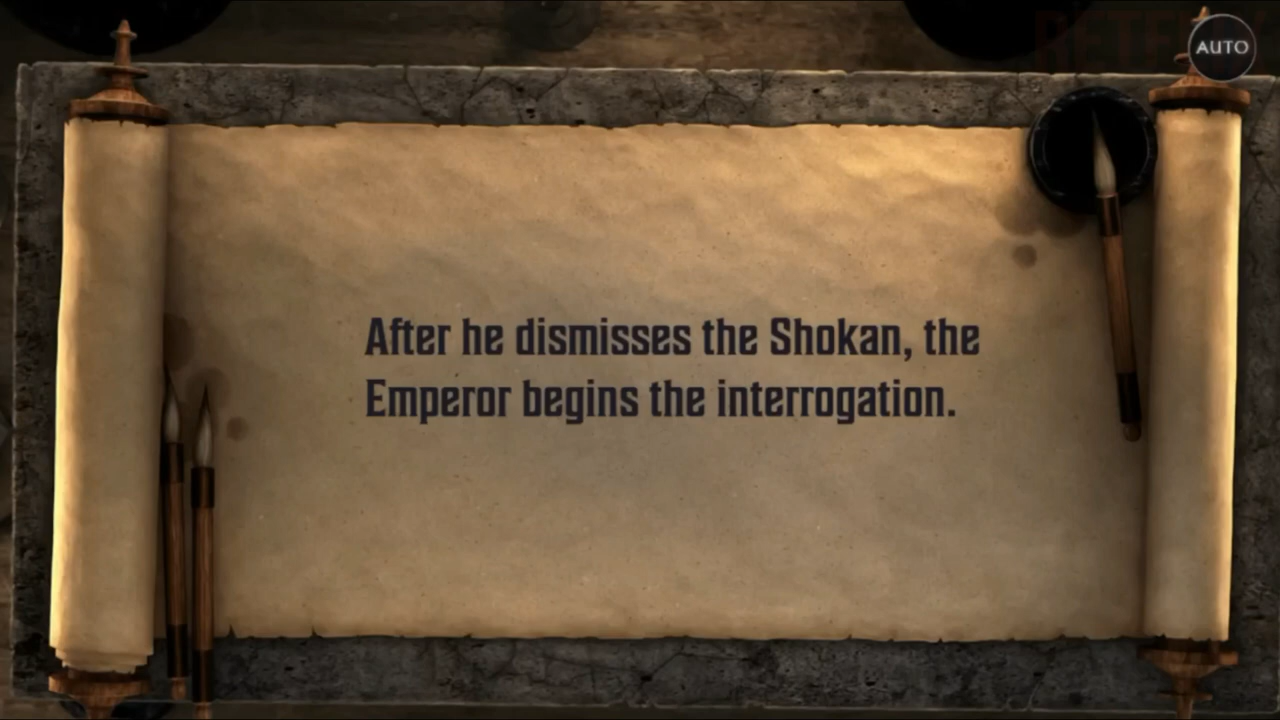 AUTO
After he dismisses the Shokan, the
Emperor begins the interrogation.